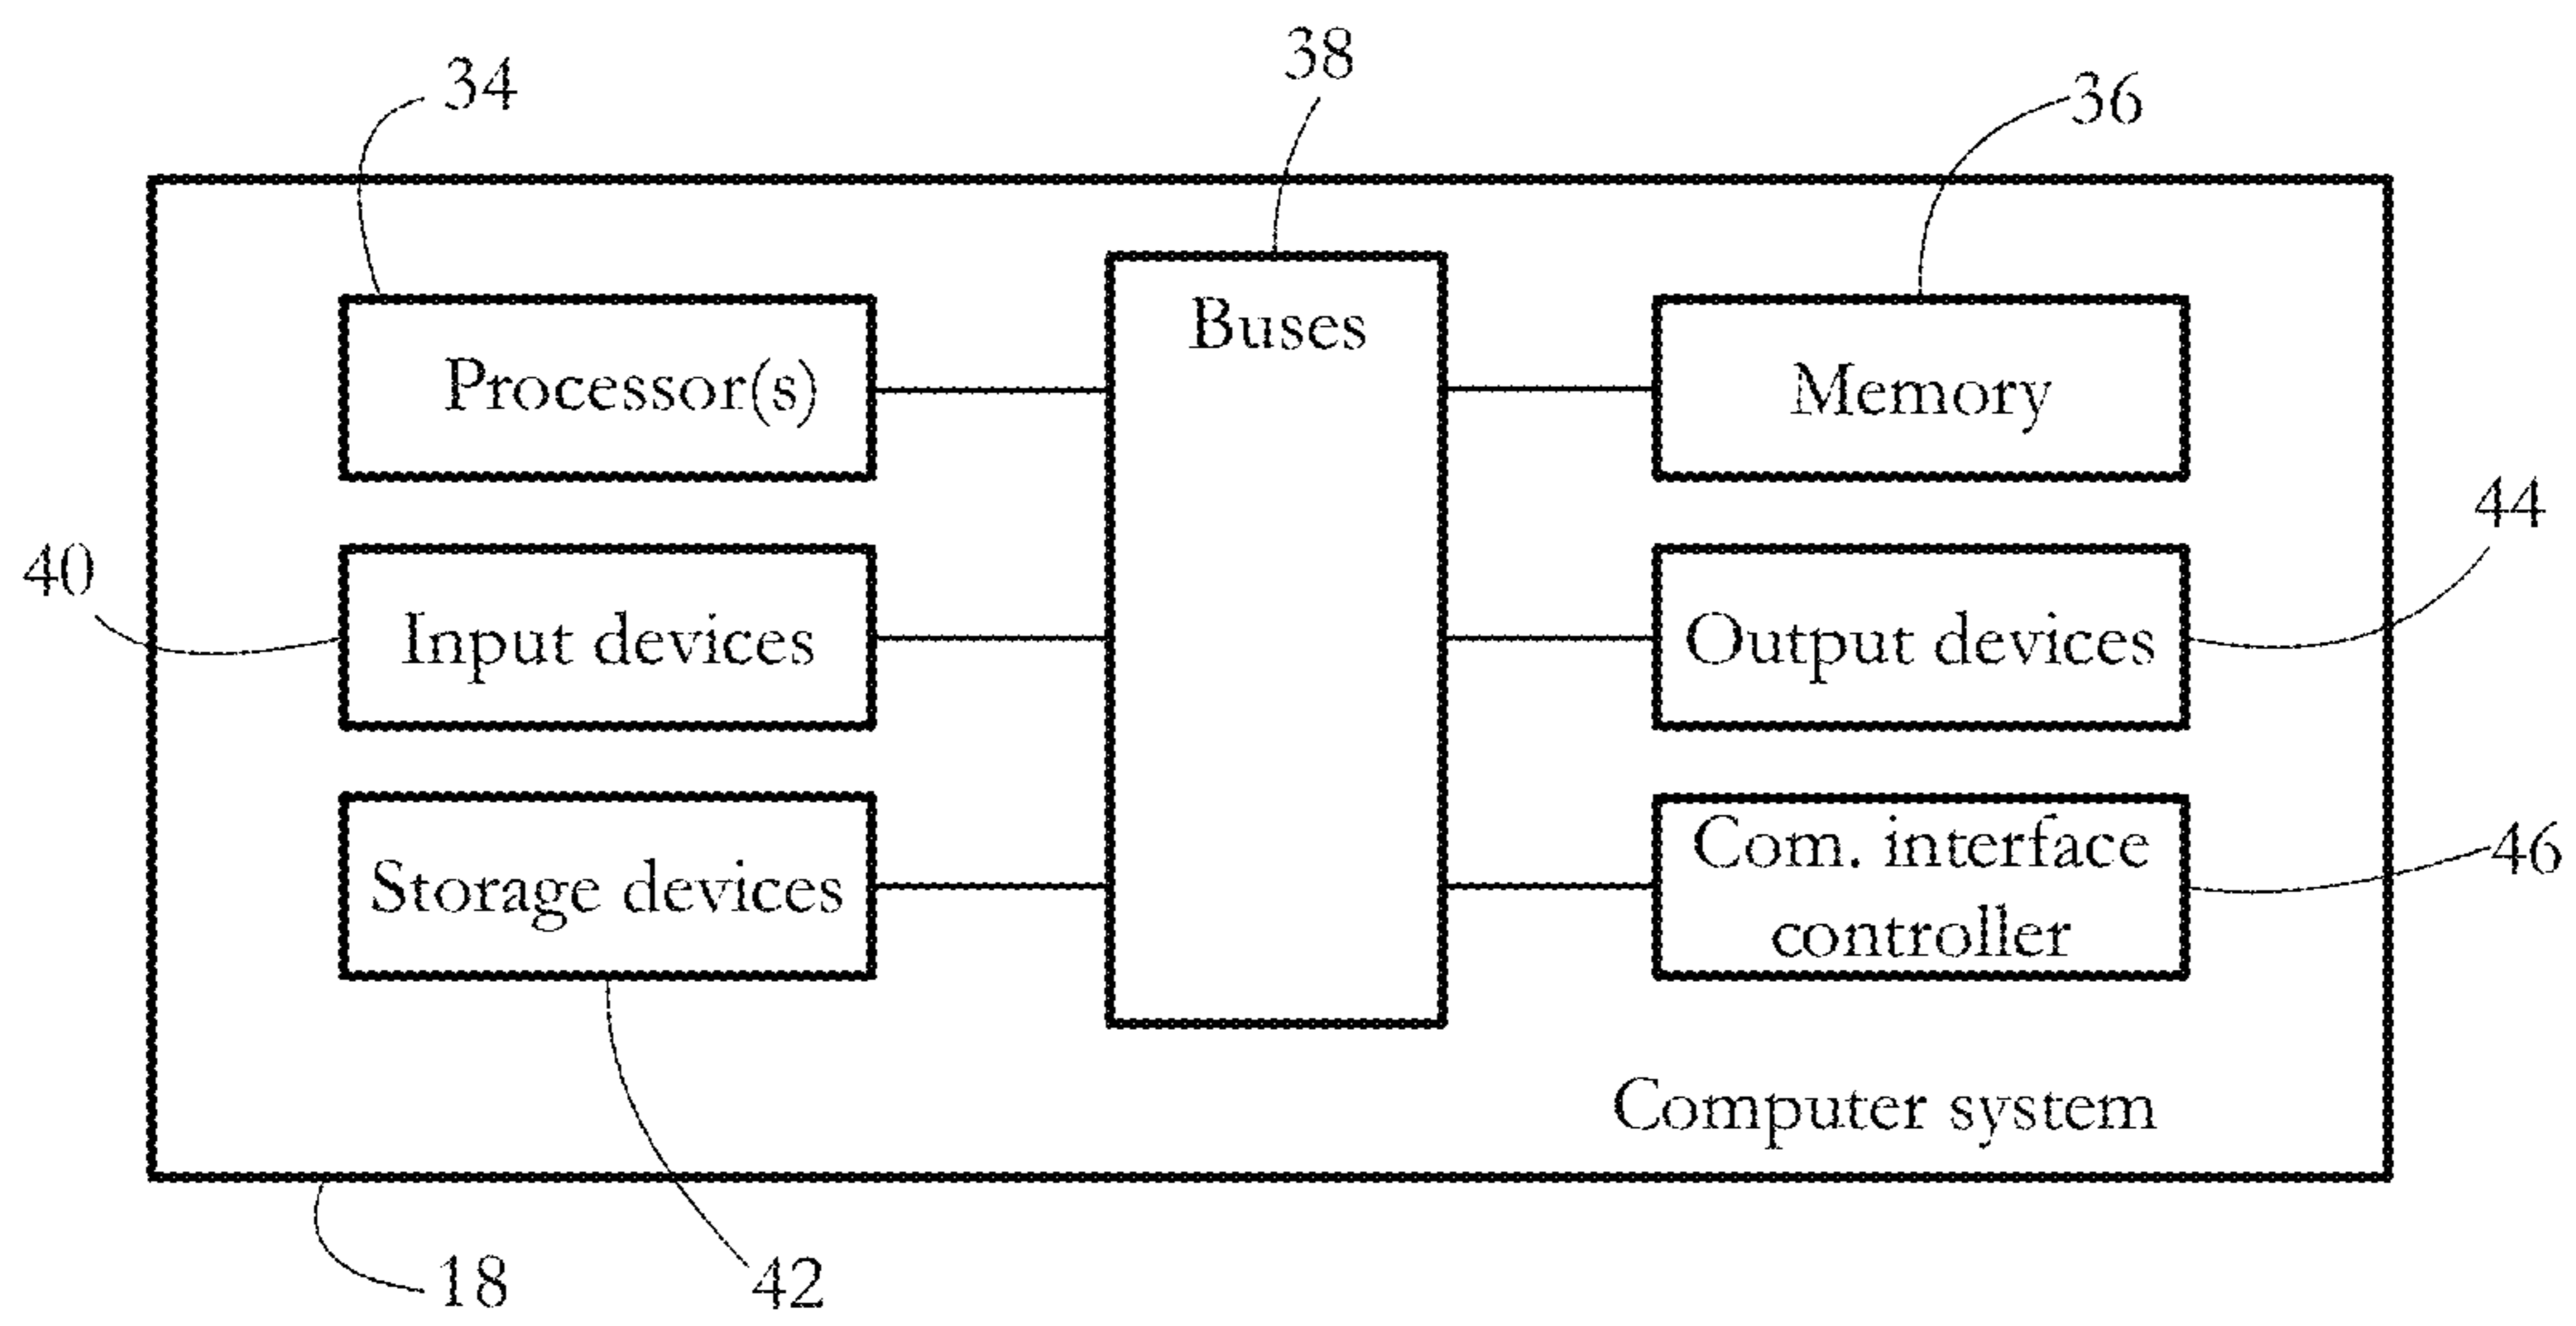 34
38
36
Buses
Processor(s)
Memory
44
40
Input devices
Output devices
Com. interface
controller
46
Storage devices
Computer system
18
42